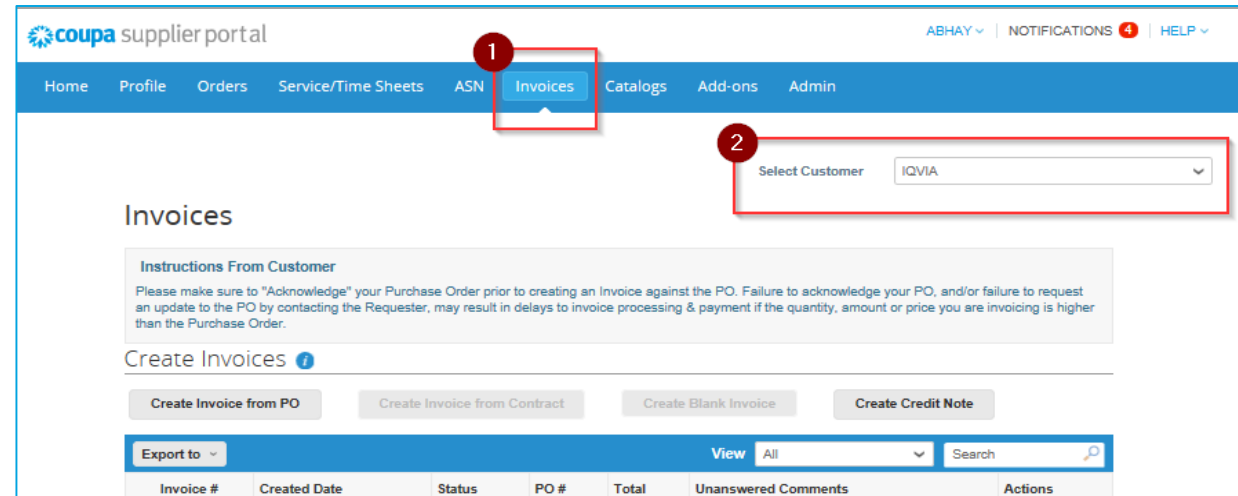 coupa supplier portal
ABHAY NOTIFICATIONS 4 HELP
1
Home Profile Orders Service/Time Sheets ASN Invoices Catalogs Add-ons Admin
2
Select Customer IQVIA
Invoices
Instructions From Customer
Please make sure to "Acknowledge" your Purchase Order prior to creating an Invoice against the PO. Failure to acknowledge your PO, and/or failure to request
an update to the PO by contacting the Requester, may result in delays to invoice processing & payment if the quantity, amount or price you are invoicing is higher
than the Purchase Order.
Create Invoices i
Create Invoice from PO Create Invoice from Contract Create Blank Invoice Create Credit Note
Export to View All Search
Invoice # Created Date Status PO # Total Unanswered Comments Actions